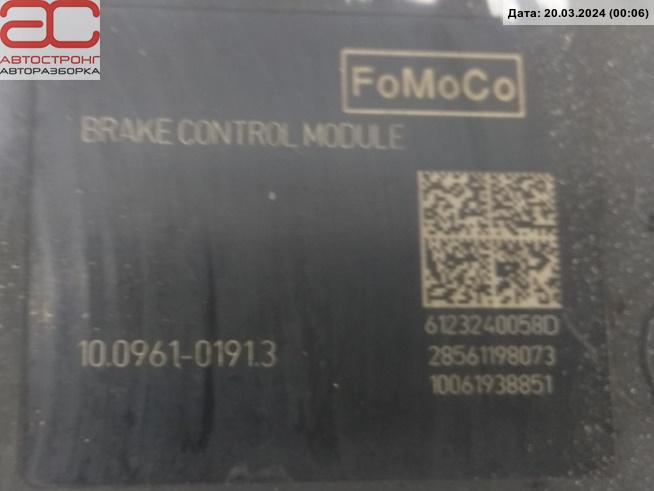 Дата: 20.03.2024 (00:06)
АС
АВТОСТРОНГ
АВТОРАЗБОРКА
FoMoCo
BRAKE CONTROL MODULE
6123240058D
10.0961-0191.3
28561198073
10061938851